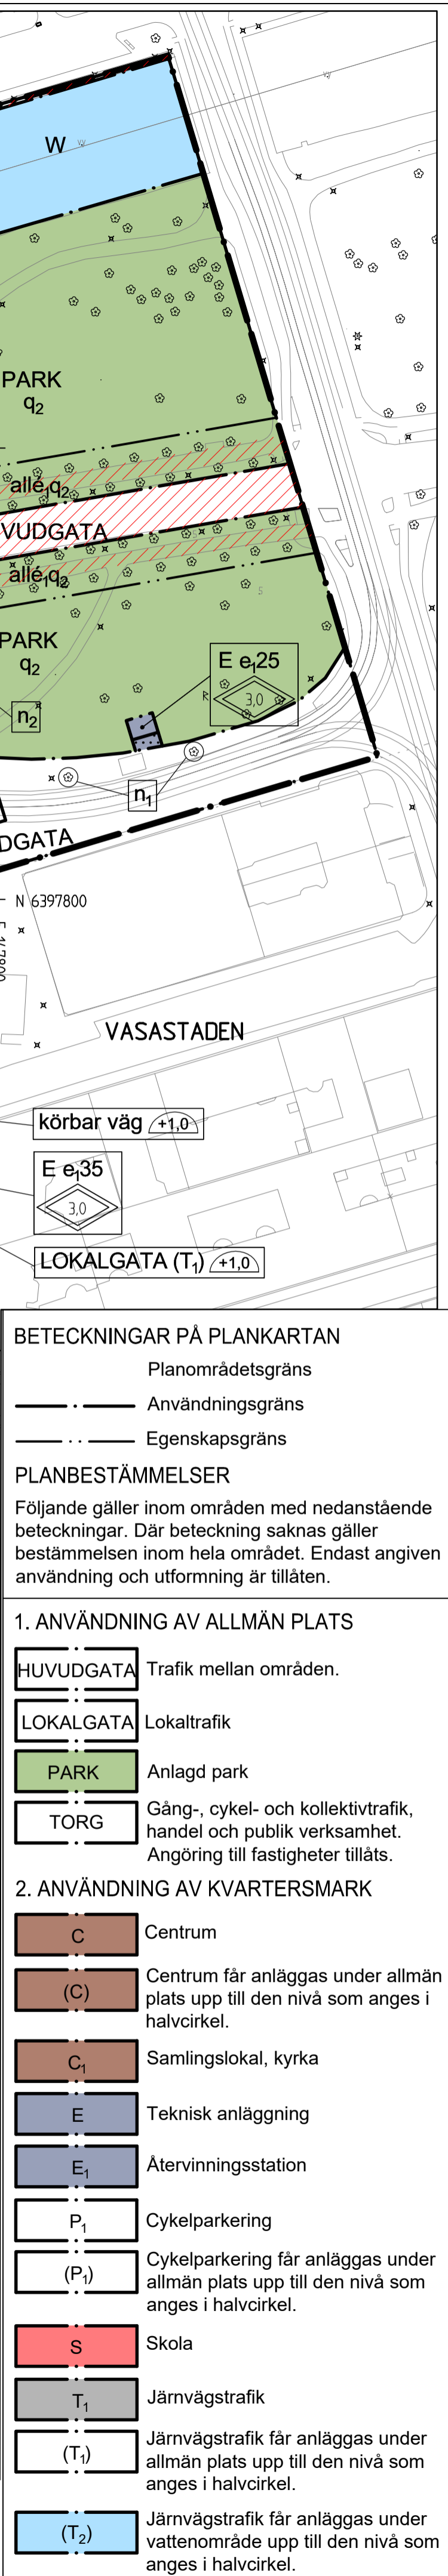 W
PARK
q₂
allé₁q₂
VUDGATA
allé₁q₂
PARK
q₂
E e₁25
3,0
n₂
n₁
DGATA
N 6397800
VASASTADEN
körbar väg +1,0
E e₁35
3,0
LOKALGATA (T₁) +1,0
BETECKNINGAR PÅ PLANKARTAN
Planområdetsgräns
Användningsgräns
Egenskapsgräns
PLANBESTÄMMELSER
Följande gäller inom områden med nedanstående
beteckningar. Där beteckning saknas gäller
bestämmelsen inom hela området. Endast angiven
användning och utformning är tillåten.
1. ANVÄNDNING AV ALLMÄN PLATS
HUVUDGATA Trafik mellan områden.
LOKALGATA Lokaltrafik
PARK Anlagd park
TORG Gång-, cykel- och kollektivtrafik,
handel och publik verksamhet.
Angöring till fastigheter tillåts.
2. ANVÄNDNING AV KVARTERSMARK
C Centrum
(C) Centrum får anläggas under allmän
plats upp till den nivå som anges i
halvcirkel.
C₁ Samlingslokal, kyrka
E Teknisk anläggning
E₁ Återvinningsstation
P₁ Cykelparkering
(P₁) Cykelparkering får anläggas under
allmän plats upp till den nivå som
anges i halvcirkel.
S Skola
T₁ Järnvägstrafik
(T₁) Järnvägstrafik får anläggas under
allmän plats upp till den nivå som
anges i halvcirkel.
(T₂) Järnvägstrafik får anläggas under
vattenområde upp till den nivå som
anges i halvcirkel.